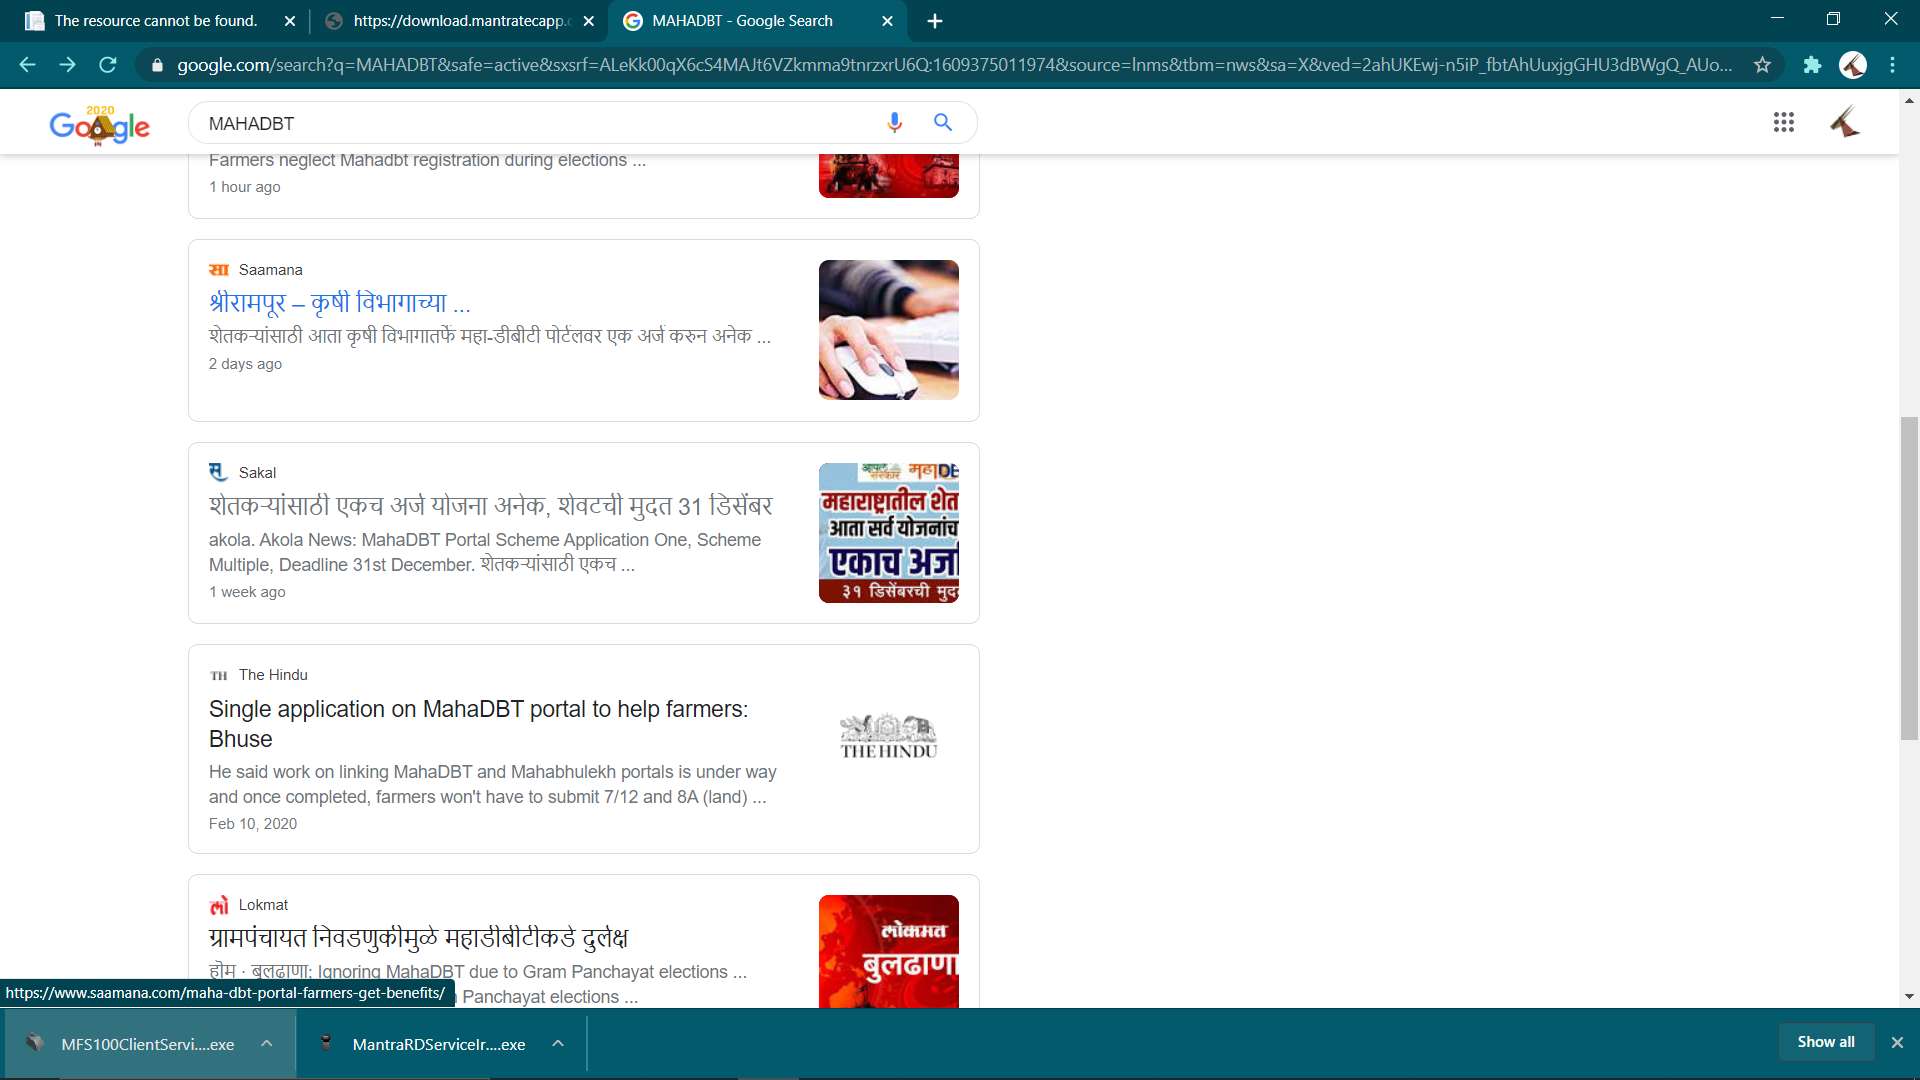 The resource cannot be found.
https://download.mantratecapp.c
MAHADBT - Google Search
google.com/search?q=MAHADBT&safe=active&sxsrf=ALeKk00qX6cS4MAJt6VZkmma9tnrzxrU6Q:1609375011974&source=lnms&tbm=nws&sa=X&ved=2ahUKEwj-n5iP_fbtAhUuxjgGHU3dBWgQ_AUo...
2020
Google
MAHADBT
Farmers neglect Mahadbt registration during elections ...
1 hour ago
सा Saamana
श्रीरामपूर – कृषी विभागाच्या ...
शेतकऱ्यांसाठी आता कृषी विभागातर्फे महा-डीबीटी पोर्टलवर एक अर्ज करुन अनेक ...
2 days ago
स Sakal
शेतकऱ्यांसाठी एकच अर्ज योजना अनेक, शेवटची मुदत 31 डिसेंबर
akola. Akola News: MahaDBT Portal Scheme Application One, Scheme
Multiple, Deadline 31st December. शेतकऱ्यांसाठी एकच ...
1 week ago
आपले सरकार महाDB
महाराष्ट्रातील शेत
आता सर्व योजनांच
एकाच अर्ज
३१ डिसेंबरची मुद
TH The Hindu
Single application on MahaDBT portal to help farmers:
Bhuse
He said work on linking MahaDBT and Mahabhulekh portals is under way
and once completed, farmers won't have to submit 7/12 and 8A (land) ...
Feb 10, 2020
THE HINDU
लो Lokmat
ग्रामपंचायत निवडणुकीमुळे महाडीबीटीकडे दुर्लक्ष
होम · बुलढाणा; Ignoring MahaDBT due to Gram Panchayat elections ...
Panchayat elections ...
लोकमत
बुलढाणा
https://www.saamana.com/maha-dbt-portal-farmers-get-benefits/
MFS100ClientServi....exe
MantraRDServiceIr....exe
Show all